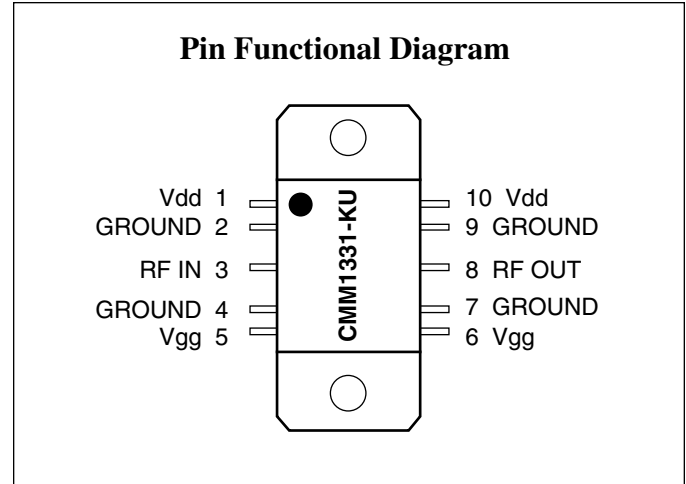 Pin Functional Diagram
Vdd 1
GROUND 2
RF IN 3
GROUND 4
Vgg 5
CMM1331-KU
10 Vdd
9 GROUND
8 RF OUT
7 GROUND
6 Vgg